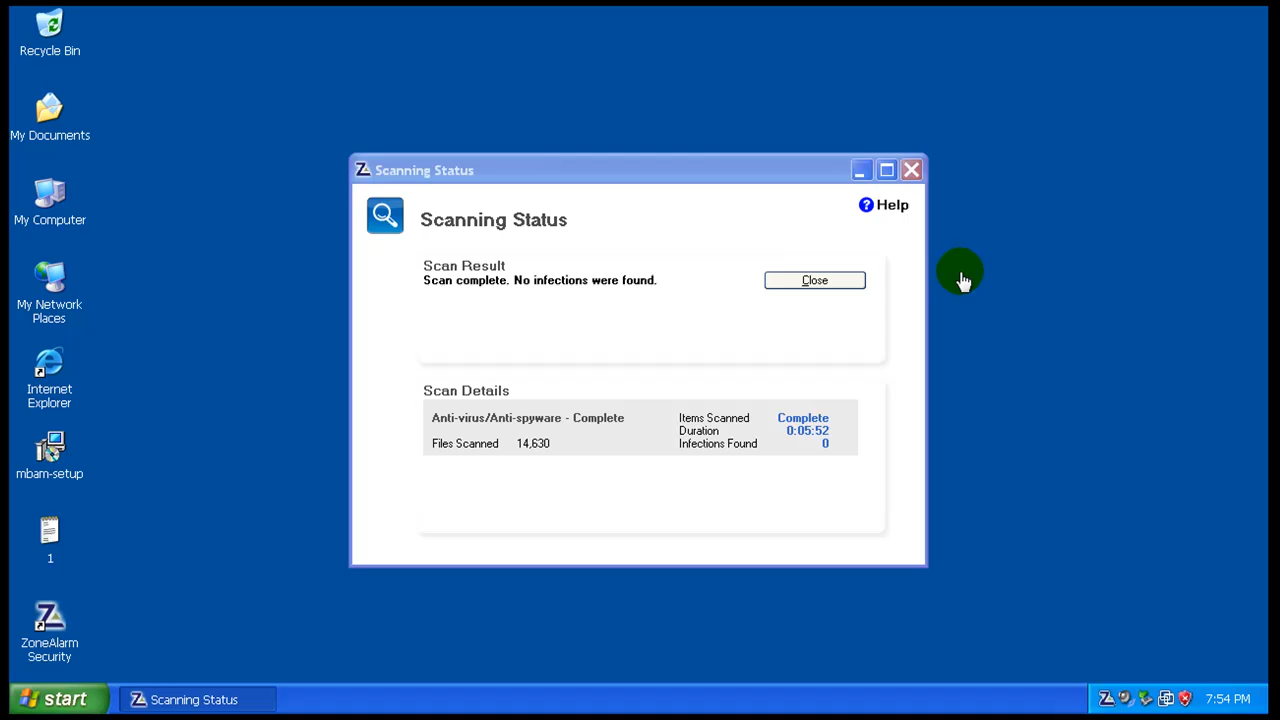 Recycle Bin
My Documents
My Computer
My Network
Places
Internet
Explorer
mbam-setup
1
ZoneAlarm
Security
Scanning Status
Help
Scanning Status
Scan Result
Scan complete. No infections were found.
Close
Scan Details
Anti-virus/Anti-spyware - Complete
Items Scanned Complete
Duration 0:05:52
Files Scanned 14,630
Infections Found 0
start
Scanning Status
7:54 PM